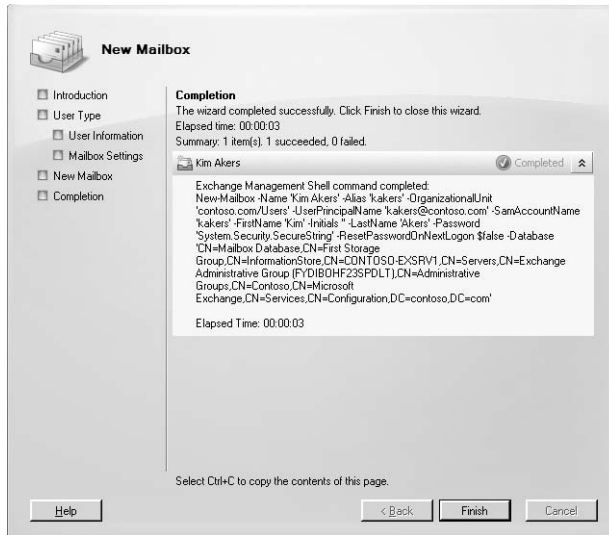 New Mailbox
Introduction
User Type
User Information
Mailbox Settings
New Mailbox
Completion
Completion
The wizard completed successfully. Click Finish to close this wizard.
Elapsed time: 00:00:03
Summary: 1 item(s). 1 succeeded, 0 failed.
Kim Akers
Completed
Exchange Management Shell command completed:
New-Mailbox -Name 'Kim Akers' -Alias 'kakers' -OrganizationalUnit
'contoso.com/Users' -UserPrincipalName 'kakers@contoso.com' -SamAccountName
'kakers' -FirstName 'Kim' -Initials '' -LastName 'Akers' -Password
'System.Security.SecureString' -ResetPasswordOnNextLogon $false -Database
'CN=Mailbox Database,CN=First Storage
Group,CN=InformationStore,CN=CONTOSO-EXSRV1,CN=Servers,CN=Exchange
Administrative Group (FYDIBOHF23SPDLT),CN=Administrative
Groups,CN=Contoso,CN=Microsoft
Exchange,CN=Services,CN=Configuration,DC=contoso,DC=com'
Elapsed Time: 00:00:03
Select Ctrl+C to copy the contents of this page.
Help
< Back
Finish
Cancel